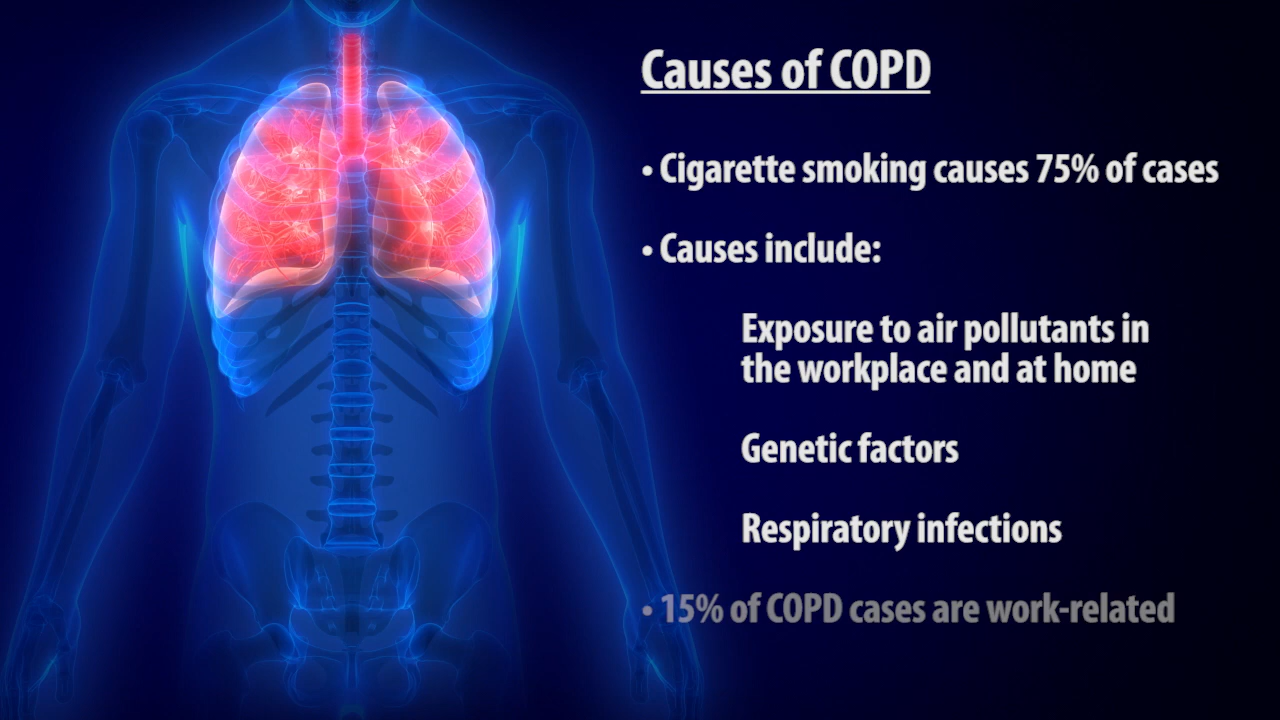 Causes of COPD
• Cigarette smoking causes 75% of cases
• Causes include:
Exposure to air pollutants in
the workplace and at home
Genetic factors
Respiratory infections
• 15% of COPD cases are work-related